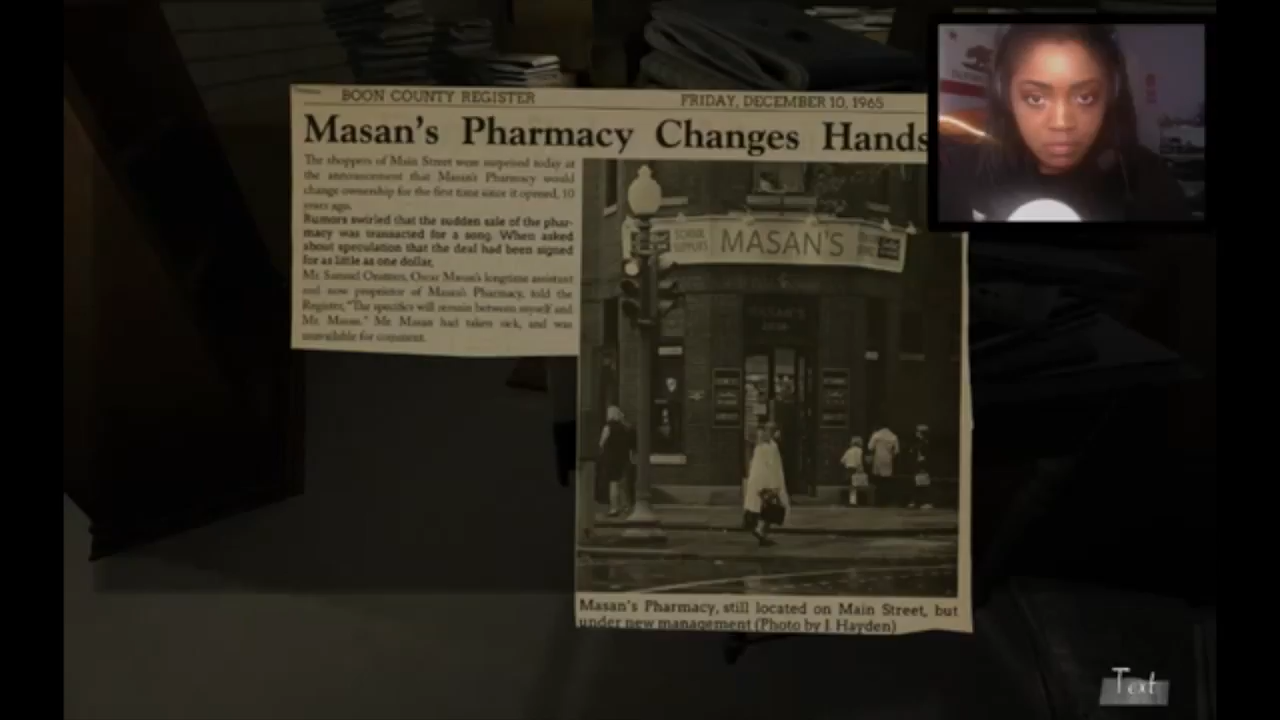 BOON COUNTY REGISTER FRIDAY, DECEMBER 10, 1965
Masan's Pharmacy Changes Hands
The shoppers of Main Street were surprised today at
the announcement that Masan's Pharmacy would
change ownership for the first time since it opened, 10
years ago.
Rumors swirled that the sudden sale of the phar-
macy was transacted for a song. When asked
about speculation that the deal had been signed
for as little as one dollar,
Mr. Samuel Oscar Masan's longtime assistant
and now proprietor of Masan's Pharmacy, told the
Register, "The specifics will remain between myself and
Mr. Masan." Mr. Masan had taken sick, and was
unavailable for comment.
SCHOOL
SUPPLIES
MASAN'S
Masan's Pharmacy, still located on Main Street, but
under new management (Photo by J. Hayden)
Text